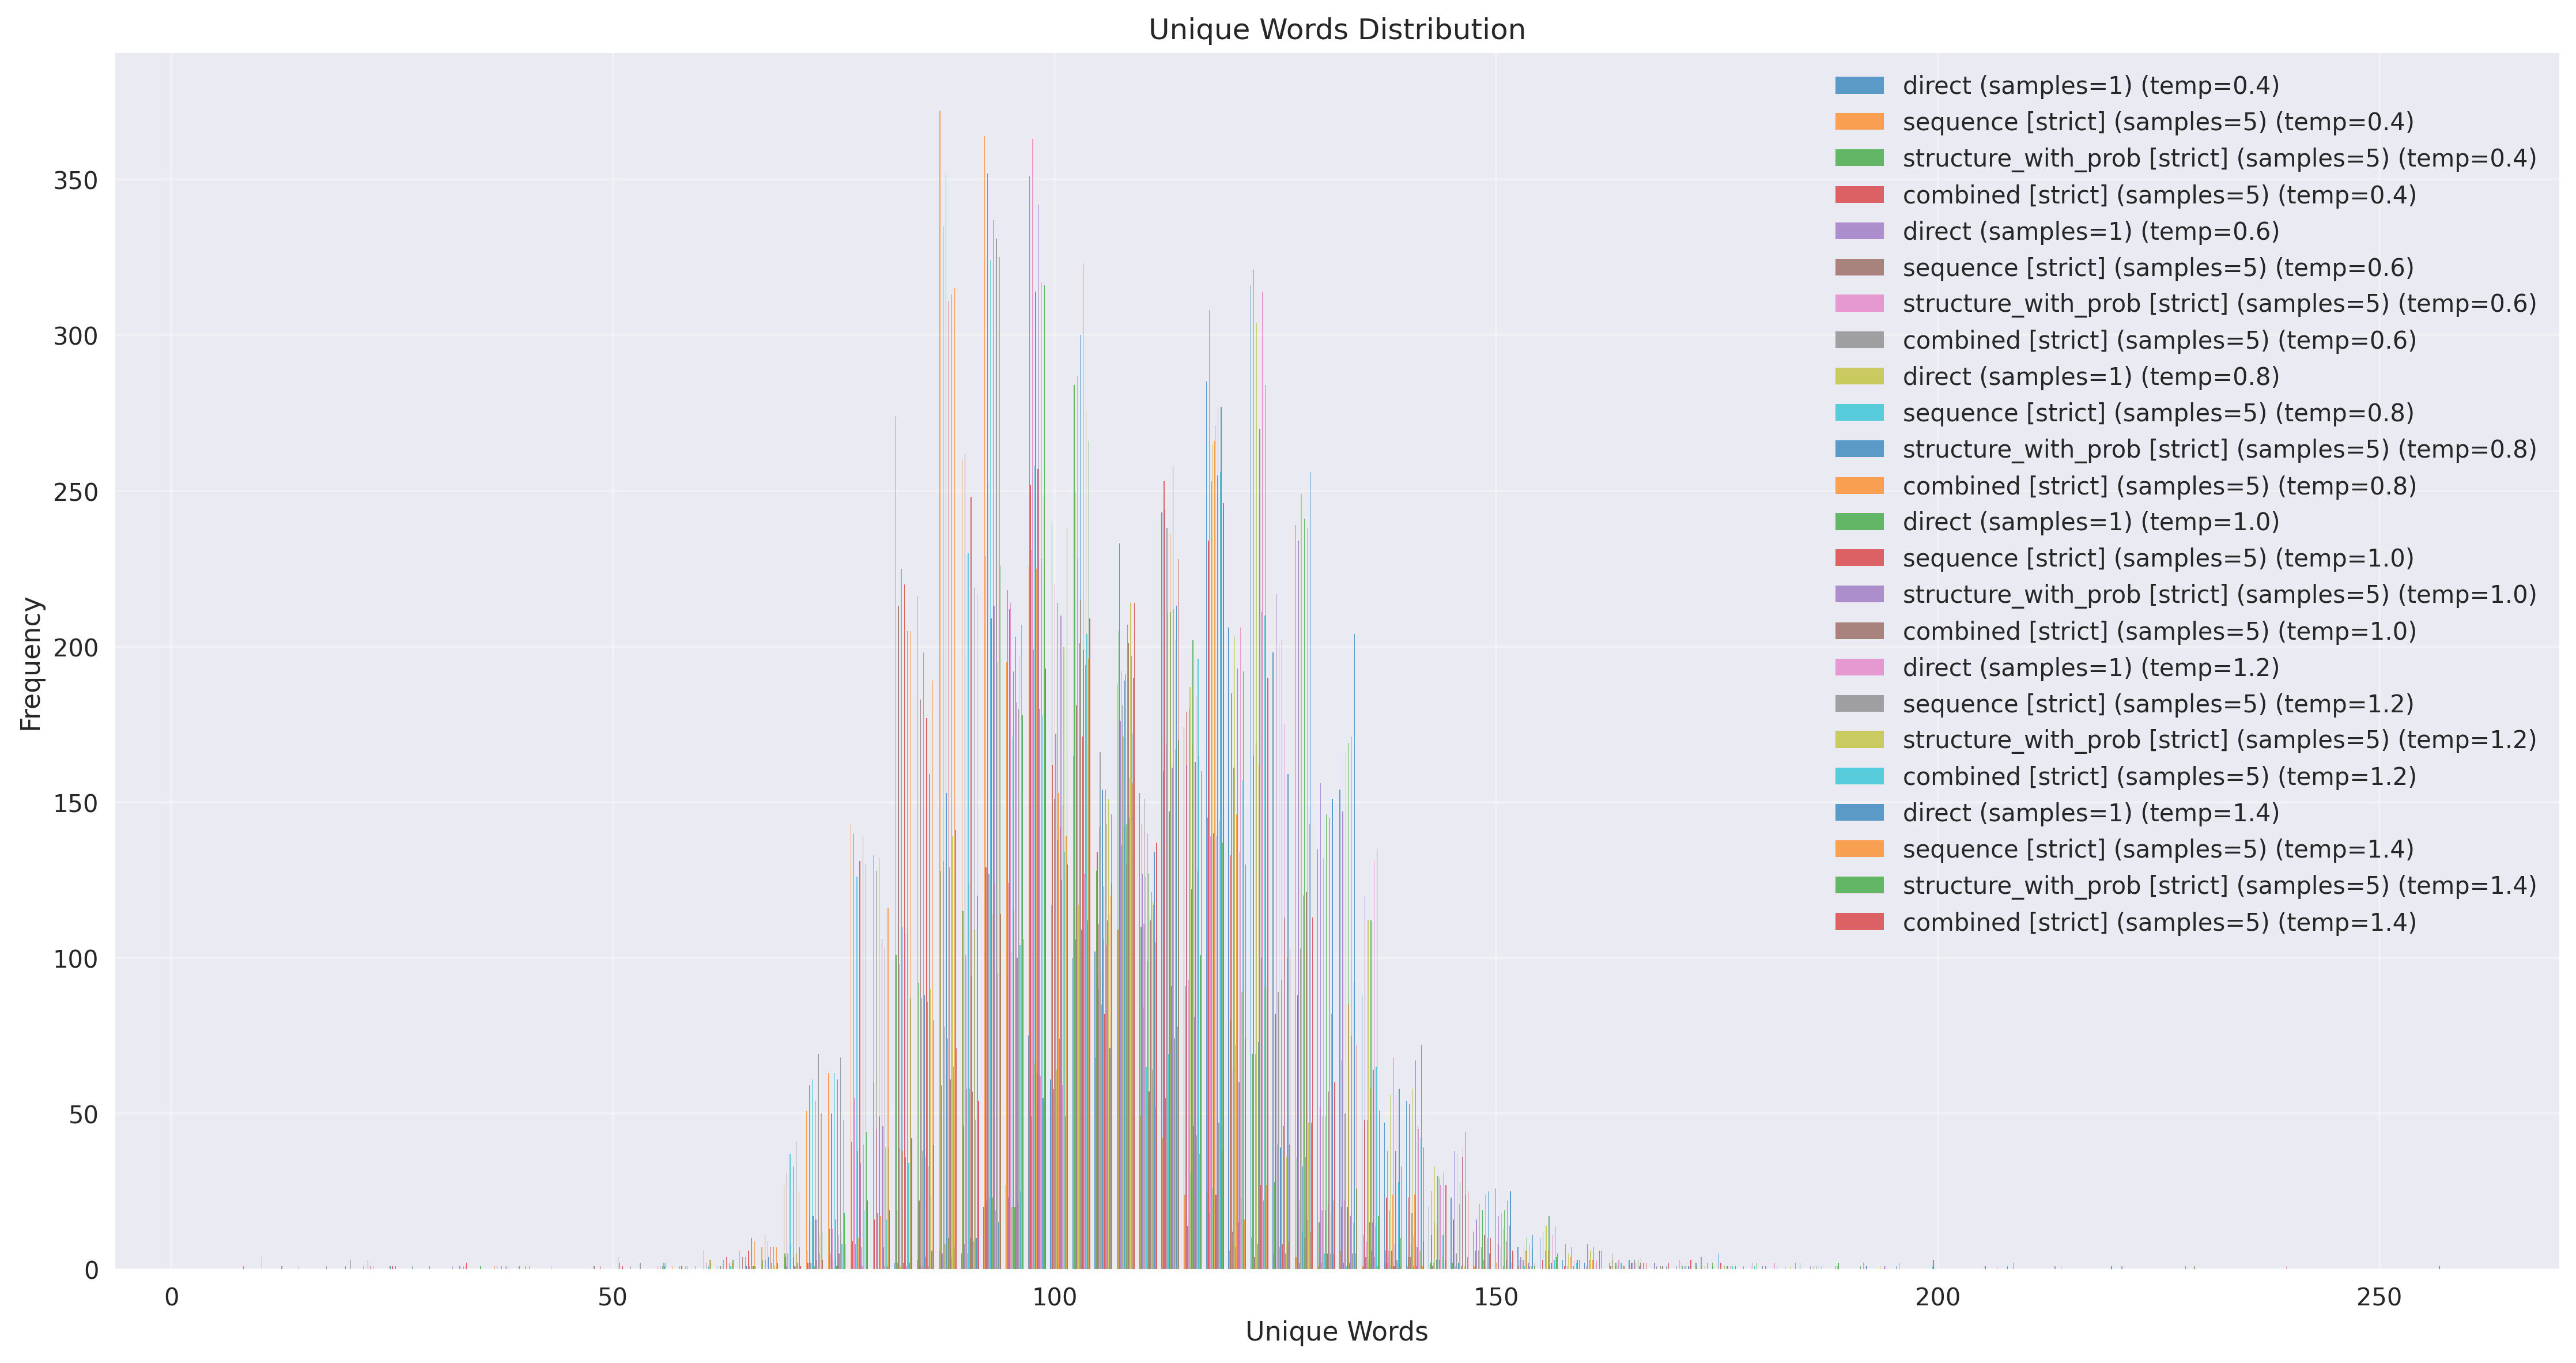 Unique Words Distribution
direct (samples=1) (temp=0.4)
sequence [strict] (samples=5) (temp=0.4)
structure_with_prob [strict] (samples=5) (temp=0.4)
combined [strict] (samples=5) (temp=0.4)
direct (samples=1) (temp=0.6)
sequence [strict] (samples=5) (temp=0.6)
structure_with_prob [strict] (samples=5) (temp=0.6)
combined [strict] (samples=5) (temp=0.6)
direct (samples=1) (temp=0.8)
sequence [strict] (samples=5) (temp=0.8)
structure_with_prob [strict] (samples=5) (temp=0.8)
combined [strict] (samples=5) (temp=0.8)
direct (samples=1) (temp=1.0)
sequence [strict] (samples=5) (temp=1.0)
structure_with_prob [strict] (samples=5) (temp=1.0)
combined [strict] (samples=5) (temp=1.0)
direct (samples=1) (temp=1.2)
sequence [strict] (samples=5) (temp=1.2)
structure_with_prob [strict] (samples=5) (temp=1.2)
combined [strict] (samples=5) (temp=1.2)
direct (samples=1) (temp=1.4)
sequence [strict] (samples=5) (temp=1.4)
structure_with_prob [strict] (samples=5) (temp=1.4)
combined [strict] (samples=5) (temp=1.4)
Frequency
350
300
250
200
150
100
50
0
0 50 100 150 200 250
Unique Words